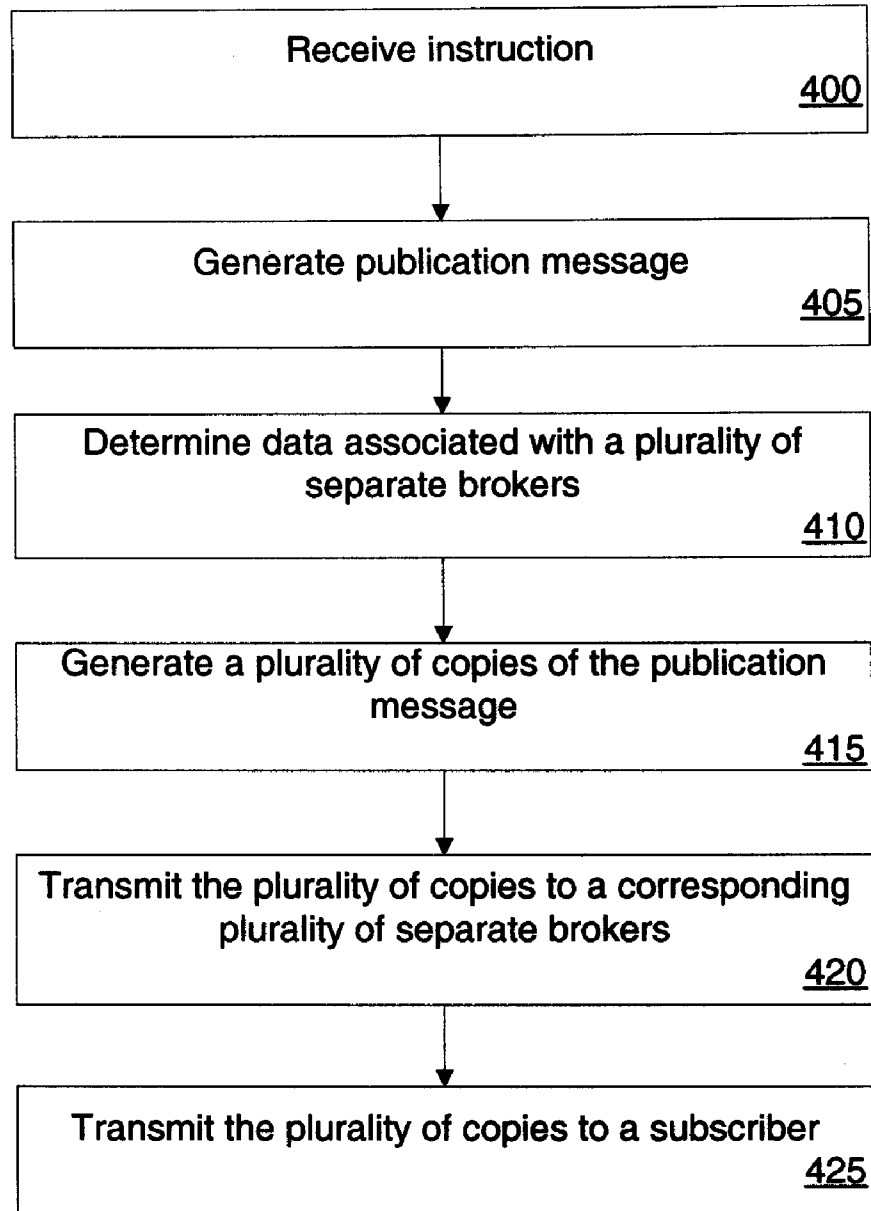 Receive instruction
400
Generate publication message
405
Determine data associated with a plurality of
separate brokers
410
Generate a plurality of copies of the publication
message
415
Transmit the plurality of copies to a corresponding
plurality of separate brokers
420
Transmit the plurality of copies to a subscriber
425